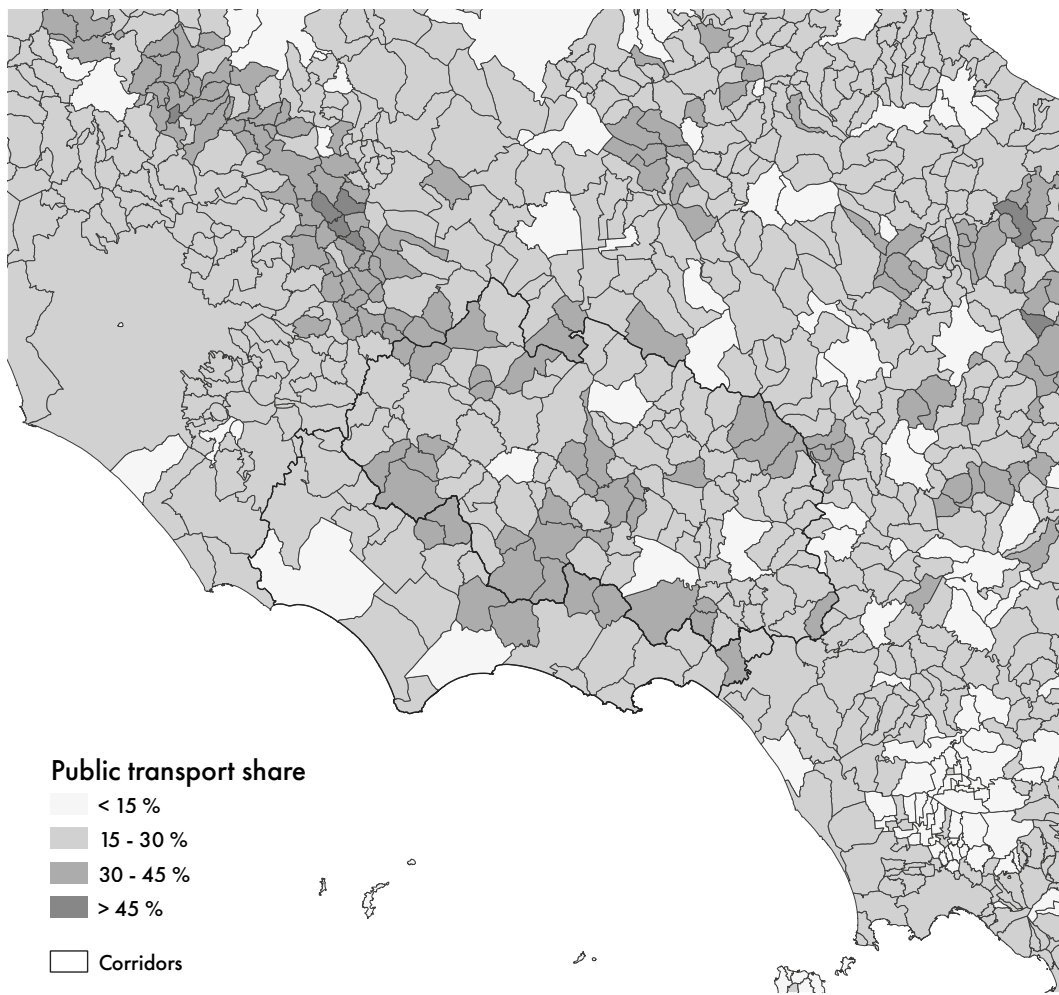 Public transport share
< 15 %
15 - 30 %
30 - 45 %
> 45 %
Corridors